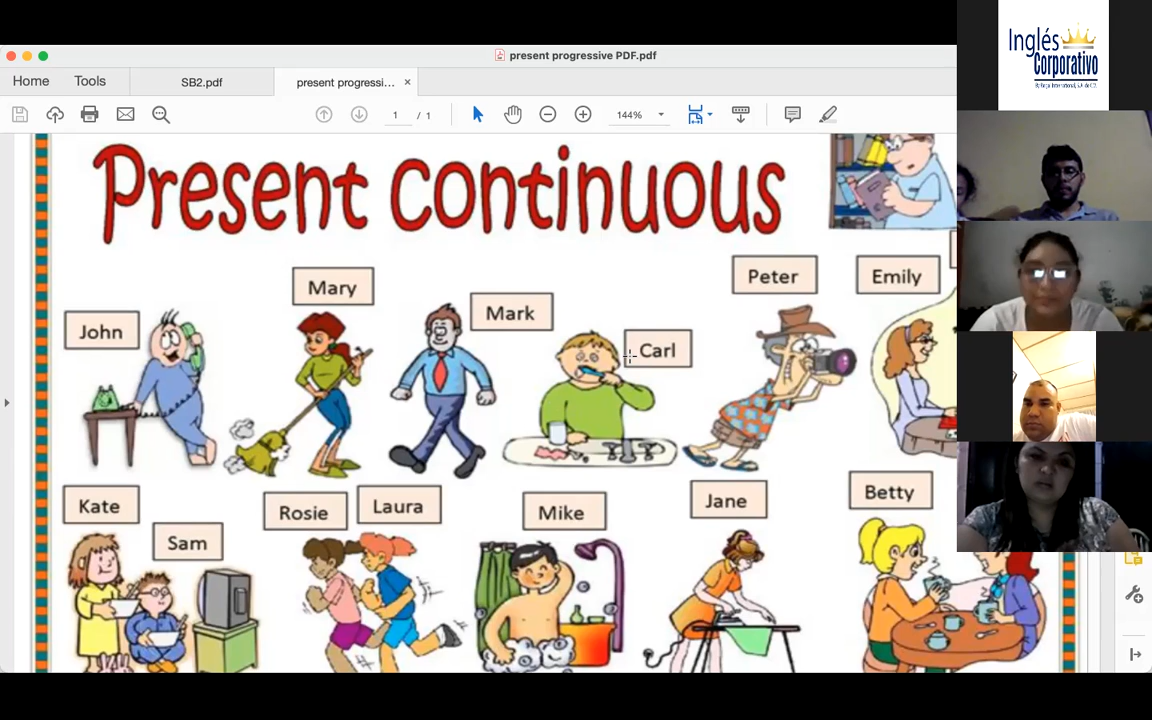 present progressive PDF.pdf
Home
Tools
SB2.pdf
present progressi...
×
1 / 1
144%
Present continuous
John
Mary
Mark
Carl
Peter
Emily
Kate
Sam
Rosie
Laura
Mike
Jane
Betty
Inglés
Corporativo